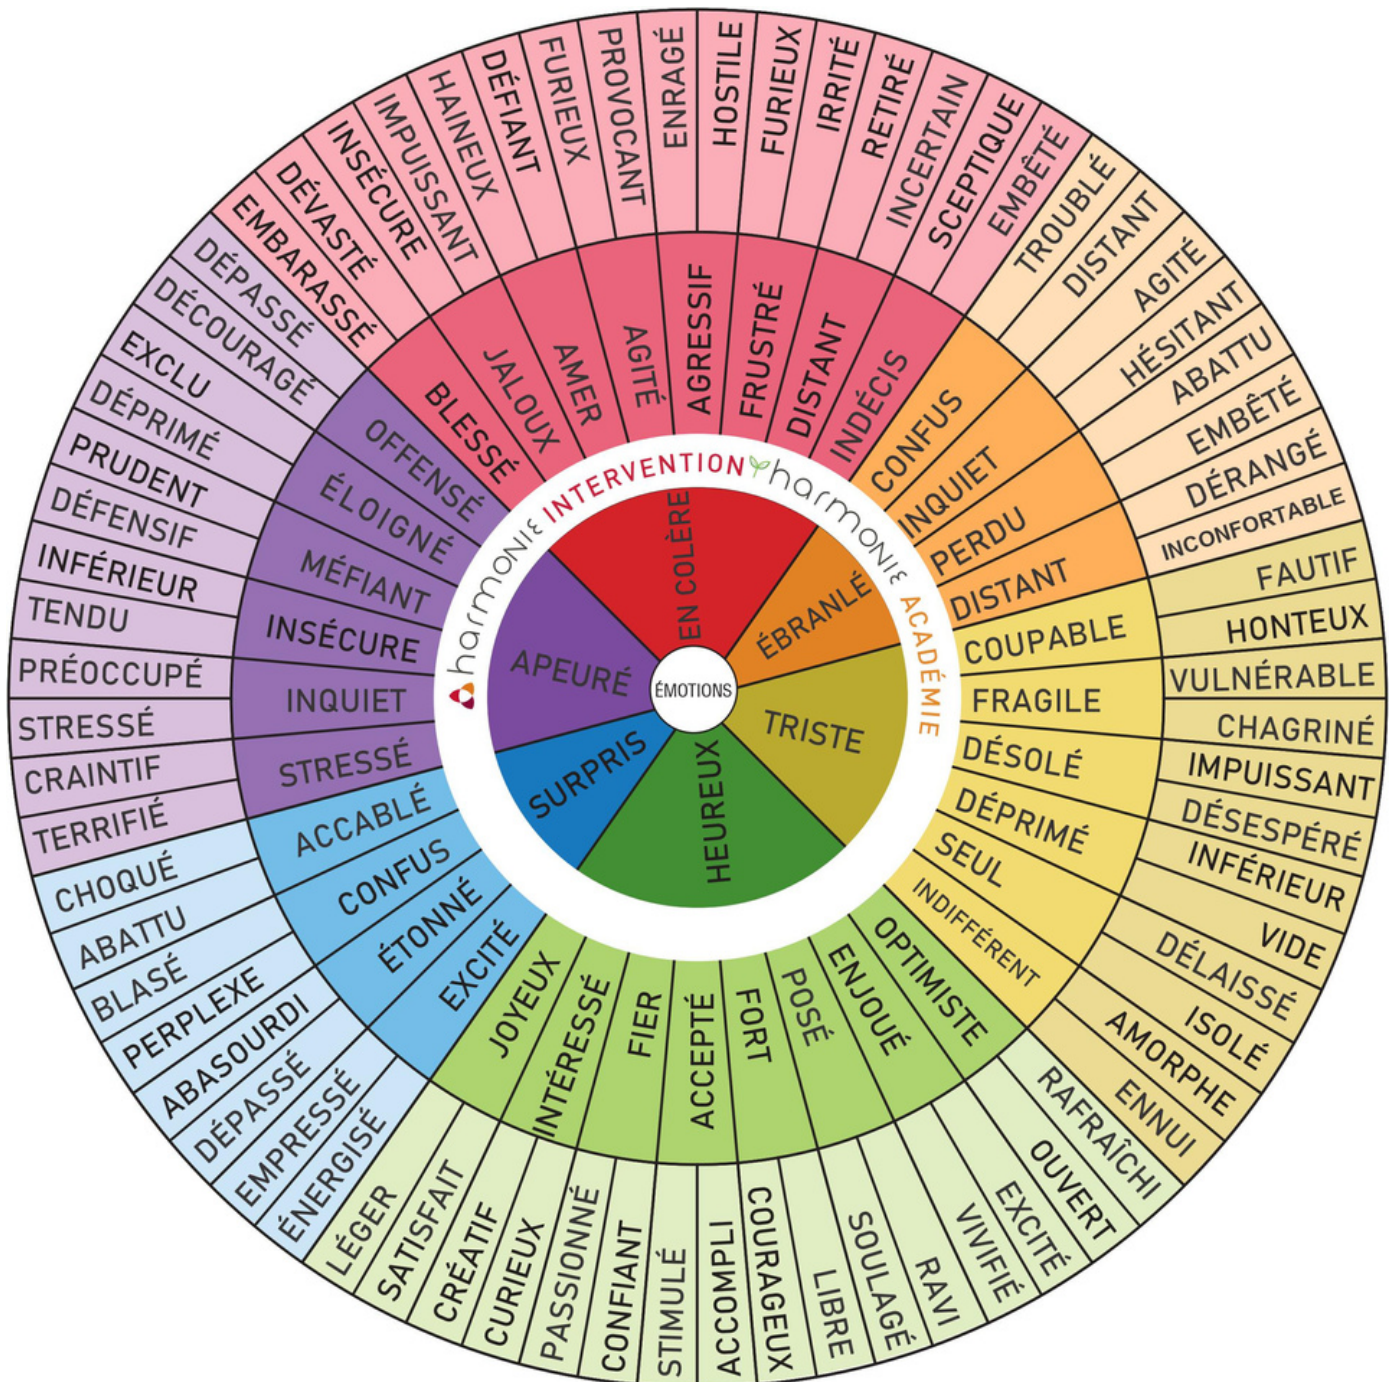 ÉMOTIONS
EN COLÈRE
ÉBRANLÉ
TRISTE
HEUREUX
SURPRIS
APEURÉ
harmonie INTERVENTION
harmonie ACADÉMIE
BLESSÉ
JALOUX
AMER
AGITÉ
AGRESSIF
FRUSTRÉ
DISTANT
INDÉCIS
CONFUS
INQUIET
PERDU
DISTANT
COUPABLE
FRAGILE
DÉSOLÉ
DÉPRIMÉ
SEUL
INDIFFÉRENT
OPTIMISTE
ENJOUÉ
POSÉ
FORT
ACCEPTÉ
FIER
INTÉRESSÉ
JOYEUX
EXCITÉ
ÉTONNÉ
CONFUS
ACCABLÉ
STRESSÉ
INQUIET
INSÉCURE
MÉFIANT
ÉLOIGNÉ
OFFENSÉ
EMBARASSÉ
DÉVASTÉ
INSÉCURE
IMPUISSANT
HAINEUX
DÉFIANT
FURIEUX
PROVOCANT
ENRAGÉ
HOSTILE
FURIEUX
IRRITÉ
RETIRÉ
INCERTAIN
SCEPTIQUE
EMBÊTÉ
TROUBLÉ
DISTANT
AGITÉ
HÉSITANT
ABATTU
EMBÊTÉ
DÉRANGÉ
INCONFORTABLE
FAUTIF
HONTEUX
VULNÉRABLE
CHAGRINÉ
IMPUISSANT
DÉSESPÉRÉ
INFÉRIEUR
VIDE
DÉLAISSÉ
ISOLÉ
AMORPHE
ENNUI
RAFRAÎCHI
OUVERT
EXCITÉ
VIVIFIÉ
RAVI
SOULAGÉ
LIBRE
COURAGEUX
ACCOMPLI
STIMULÉ
CONFIANT
PASSIONNÉ
CURIEUX
CRÉATIF
SATISFAIT
LÉGER
ÉNERGISÉ
EMPRESSÉ
DÉPASSÉ
ABASOURDI
PERPLEXE
BLASÉ
ABATTU
CHOQUÉ
TERRIFIÉ
CRAINTIF
STRESSÉ
PRÉOCCUPÉ
TENDU
INFÉRIEUR
DÉFENSIF
PRUDENT
DÉPRIMÉ
EXCLU
DÉCOURAGÉ
DÉPASSÉ